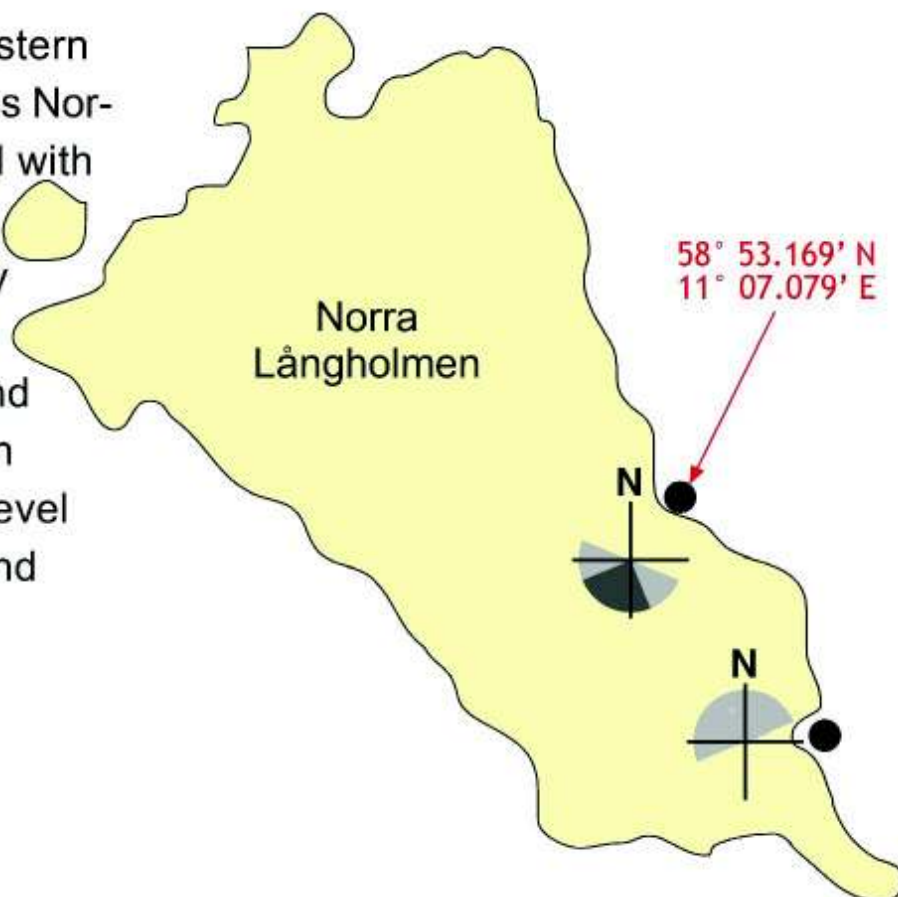 stern
s Nor-
with
nd
n
evel
nd
Norra
Långholmen
58° 53.169’ N
11° 07.079’ E
N
N